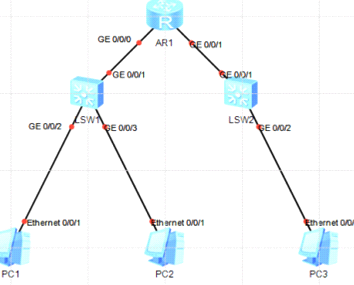 R
GE 0/0/0
GE 0/0/1
AR1
GE 0/0/1
GE 0/0/1
LSW1
LSW2
GE 0/0/2
GE 0/0/3
GE 0/0/2
Ethernet 0/0/1
Ethernet 0/0/1
Ethernet 0/0/
PC1
PC2
PC3